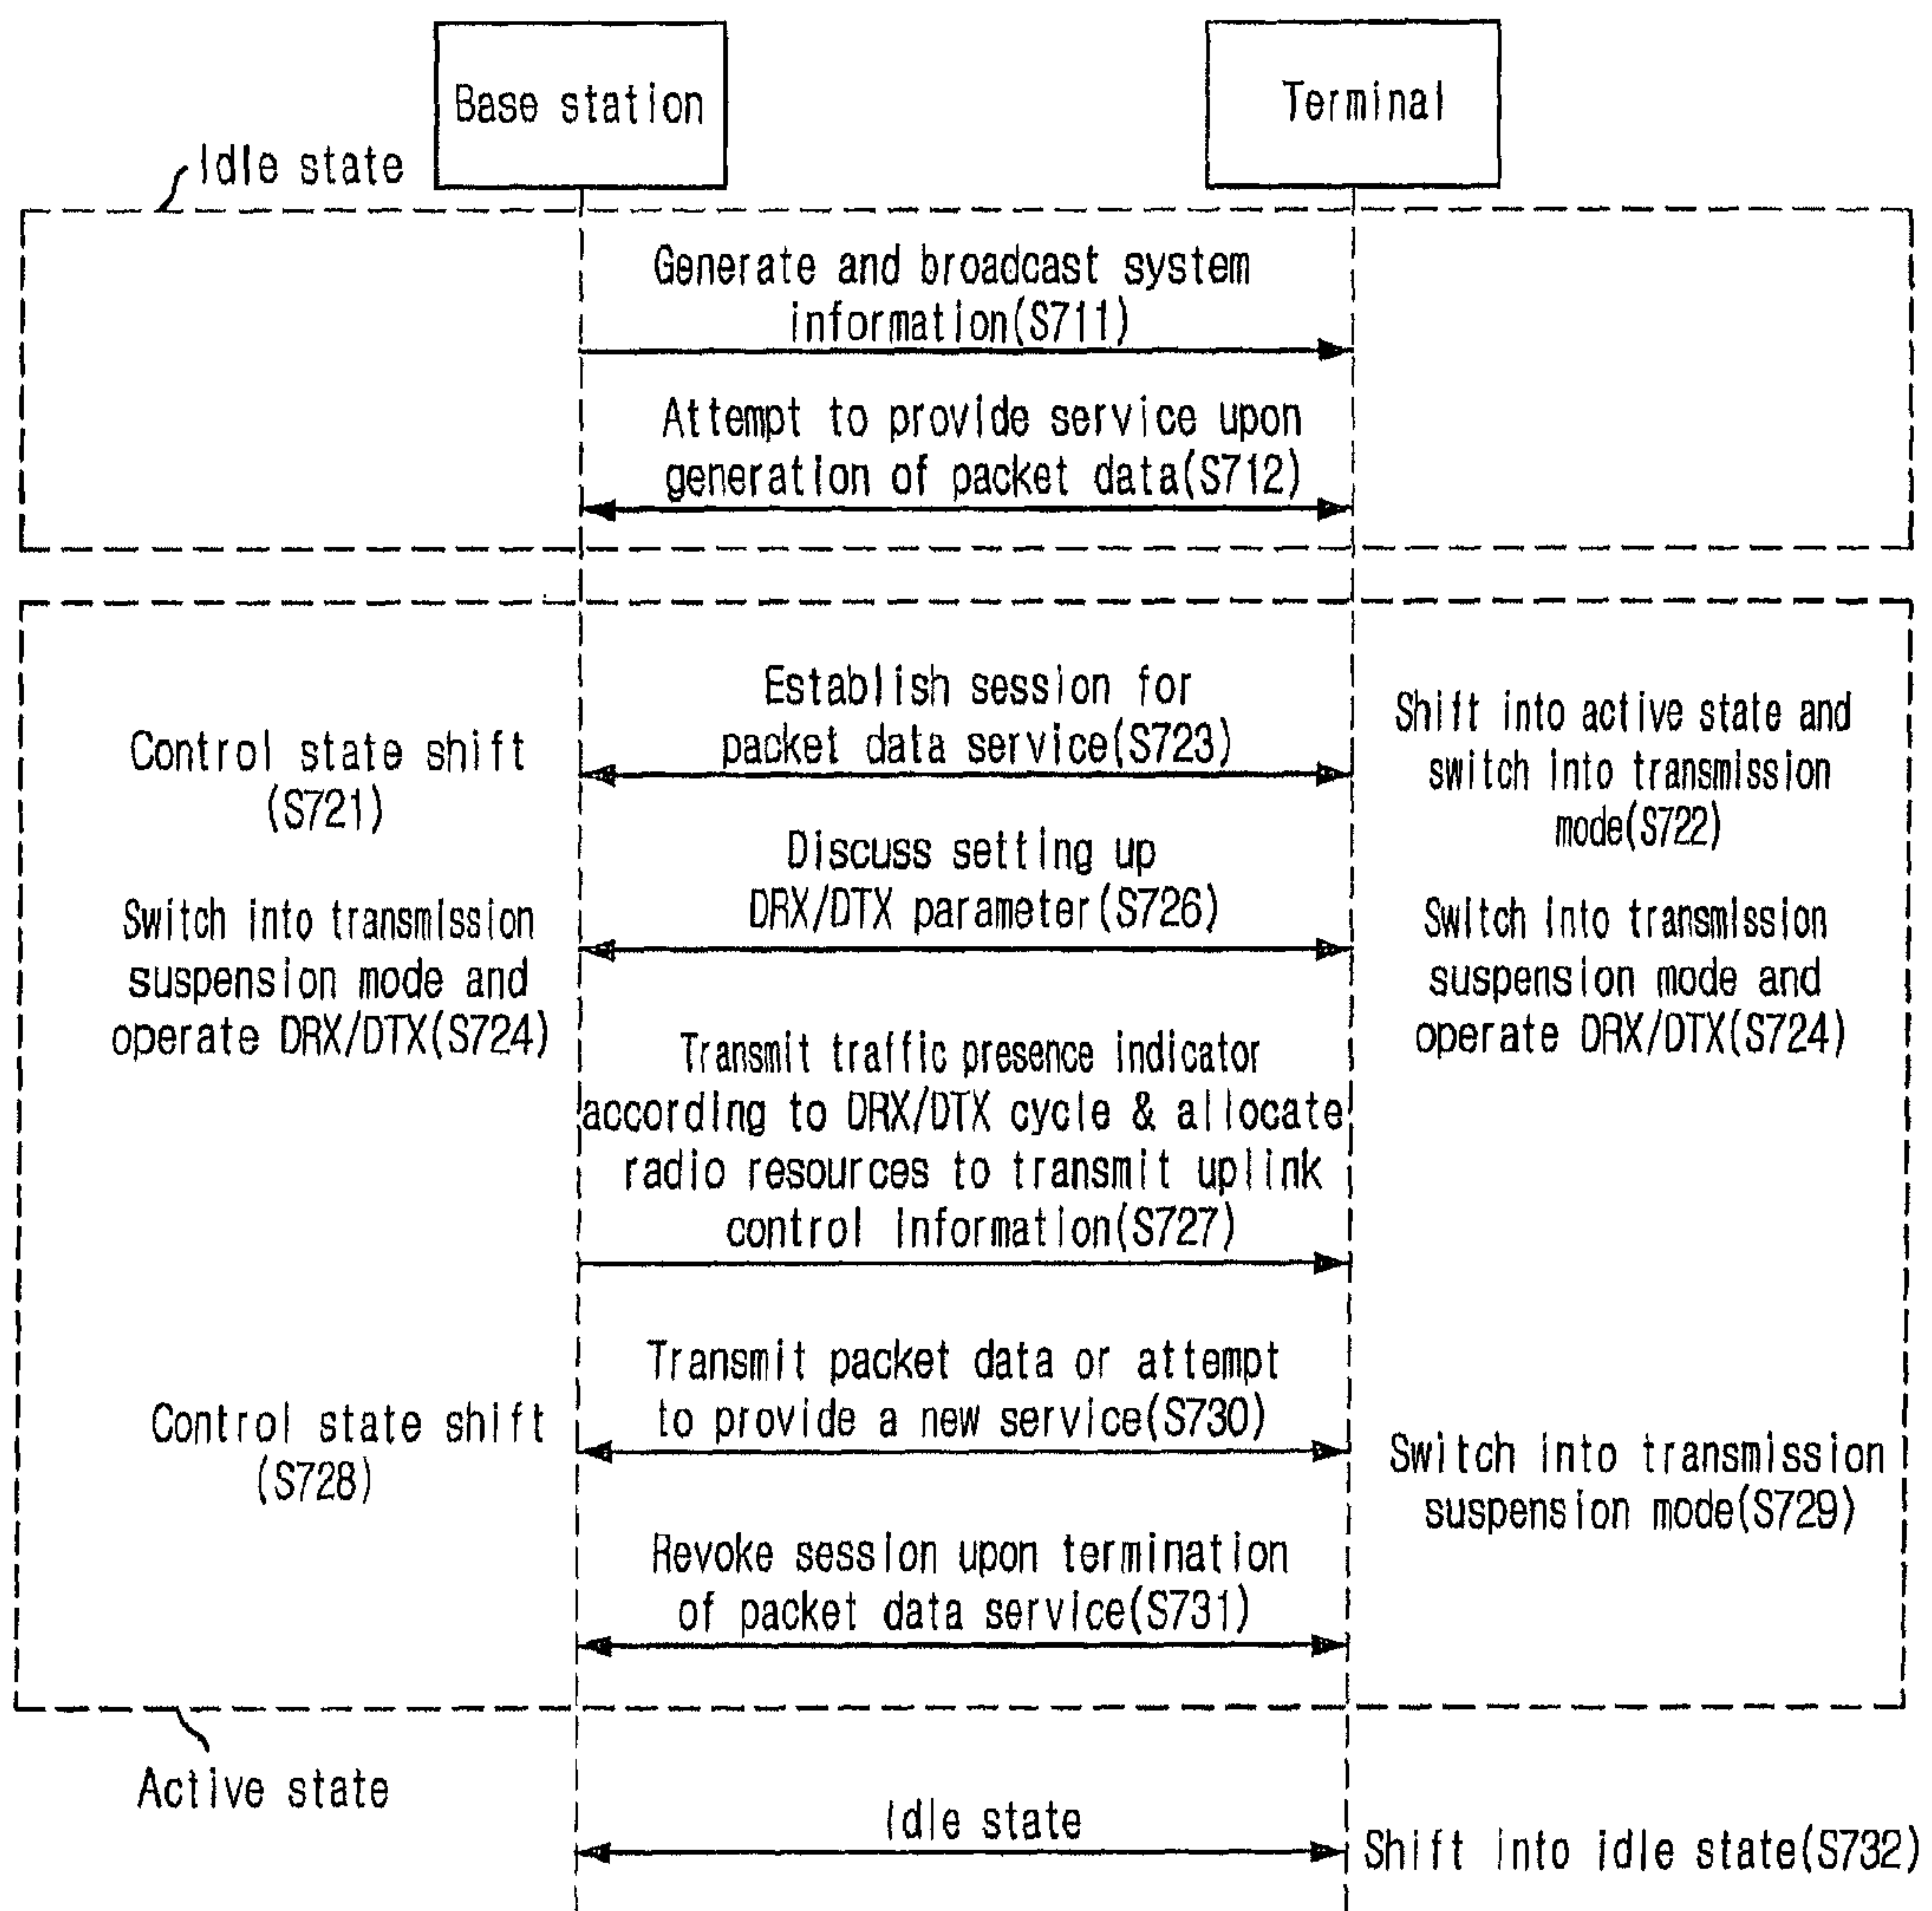 Base station
Terminal
Idle state
Generate and broadcast system
information(S711)
Attempt to provide service upon
generation of packet data(S712)
Establish session for
packet data service(S723)
Control state shift
(S721)
Shift into active state and
switch into transmission
mode(S722)
Discuss setting up
DRX/DTX parameter(S726)
Switch into transmission
suspension mode and
operate DRX/DTX(S724)
Switch into transmission
suspension mode and
operate DRX/DTX(S724)
Transmit traffic presence indicator
according to DRX/DTX cycle & allocate
radio resources to transmit uplink
control information(S727)
Transmit packet data or attempt
to provide a new service(S730)
Control state shift
(S728)
Switch into transmission
suspension mode(S729)
Revoke session upon termination
of packet data service(S731)
Active state
Idle state
Shift into idle state(S732)